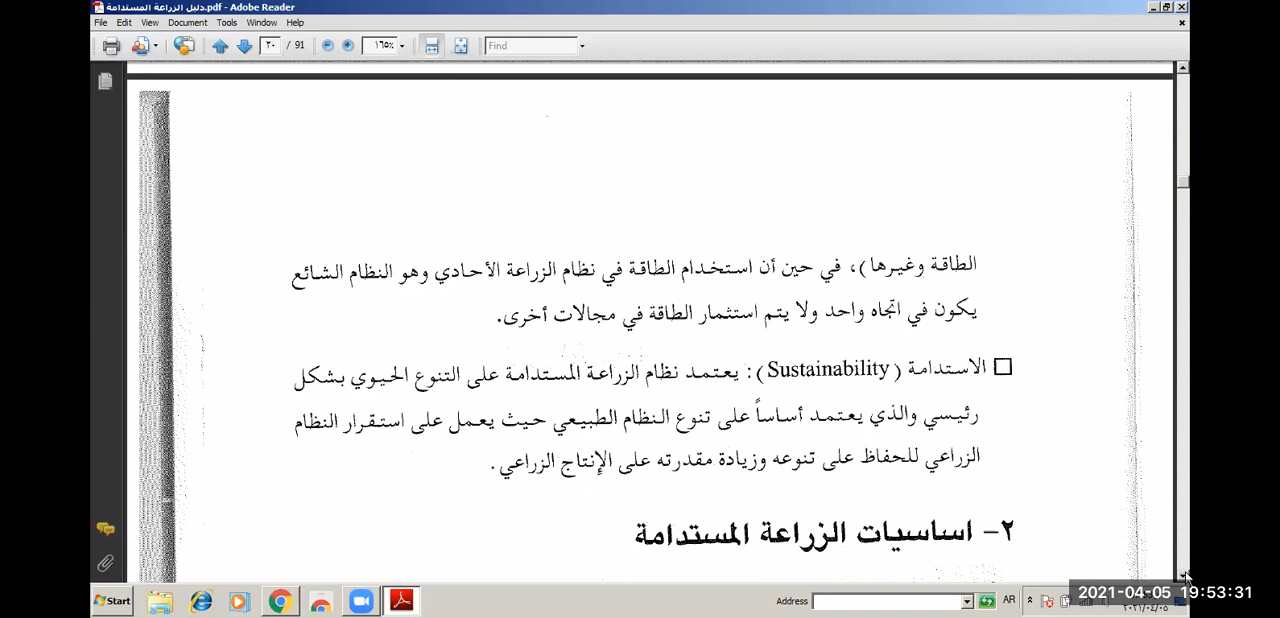 دليل الزراعة المستدامة.pdf - Adobe Reader
File Edit View Document Tools Window Help
٢٠ / 91 ١٦٥٪ Find
الطاقة وغيرها)، في حين أن استخدام الطاقة في نظام الزراعة الأحادي وهو النظام الشائع
يكون في اتجاه واحد ولا يتم استثمار الطاقة في مجالات أخرى.
الاستدامة (Sustainability): يعتمد نظام الزراعة المستدامة على التنوع الحيوي بشكل
رئيسي والذي يعتمد أساساً على تنوع النظام الطبيعي حيث يعمل على استقرار النظام
الزراعي للحفاظ على تنوعه وزيادة مقدرته على الإنتاج الزراعي.
٢- اساسيات الزراعة المستدامة
Start Address AR
2021-04-05 19:53:31
٢٠٢١/٠٤/٠٥